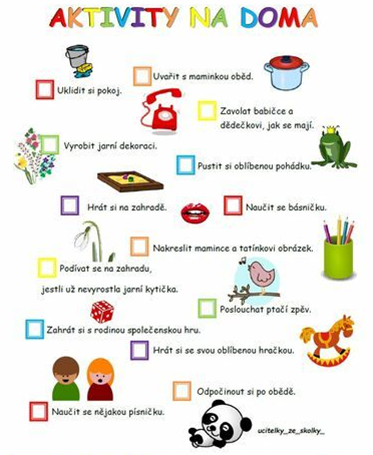 AKTIVITY NA DOMA
Uvařit s maminkou oběd.
Uklidit si pokoj.
Zavolat babičce a
dědečkovi, jak se mají.
Vyrobit jarní dekoraci.
Pustit si oblíbenou pohádku.
Hrát si na zahradě.
Naučit se básničku.
Nakreslit mamince a tatínkovi obrázek.
Podívat se na zahradu,
jestli už nevyrostla jarní kytička.
Poslouchat ptačí zpěv.
Zahrát si s rodinou společenskou hru.
Hrát si se svou oblíbenou hračkou.
Odpočinout si po obědě.
Naučit se nějakou písničku.
ucitelky_ze_skolky_